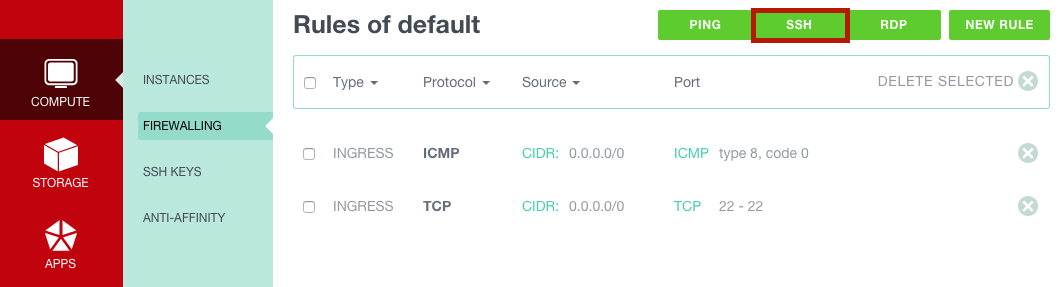 Rules of default
PING SSH RDP NEW RULE
COMPUTE
STORAGE
APPS
INSTANCES
FIREWALLING
SSH KEYS
ANTI-AFFINITY
Type Protocol Source Port DELETE SELECTED
INGRESS ICMP CIDR: 0.0.0.0/0 ICMP type 8, code 0
INGRESS TCP CIDR: 0.0.0.0/0 TCP 22 - 22